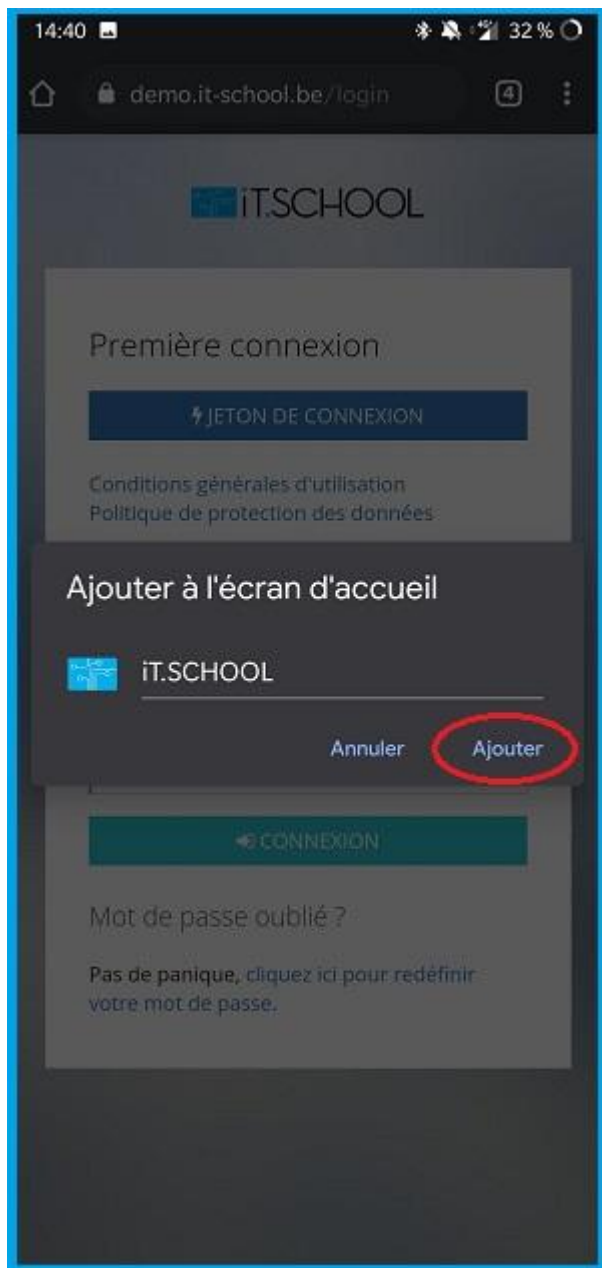 14:40 32 %
demo.it-school.be/login 4
iT.SCHOOL
Première connexion
JETON DE CONNEXION
Conditions générales d'utilisation
Politique de protection des données
Ajouter à l'écran d'accueil
iT.SCHOOL
Annuler Ajouter
CONNEXION
Mot de passe oublié ?
Pas de panique, cliquez ici pour redéfinir
votre mot de passe.